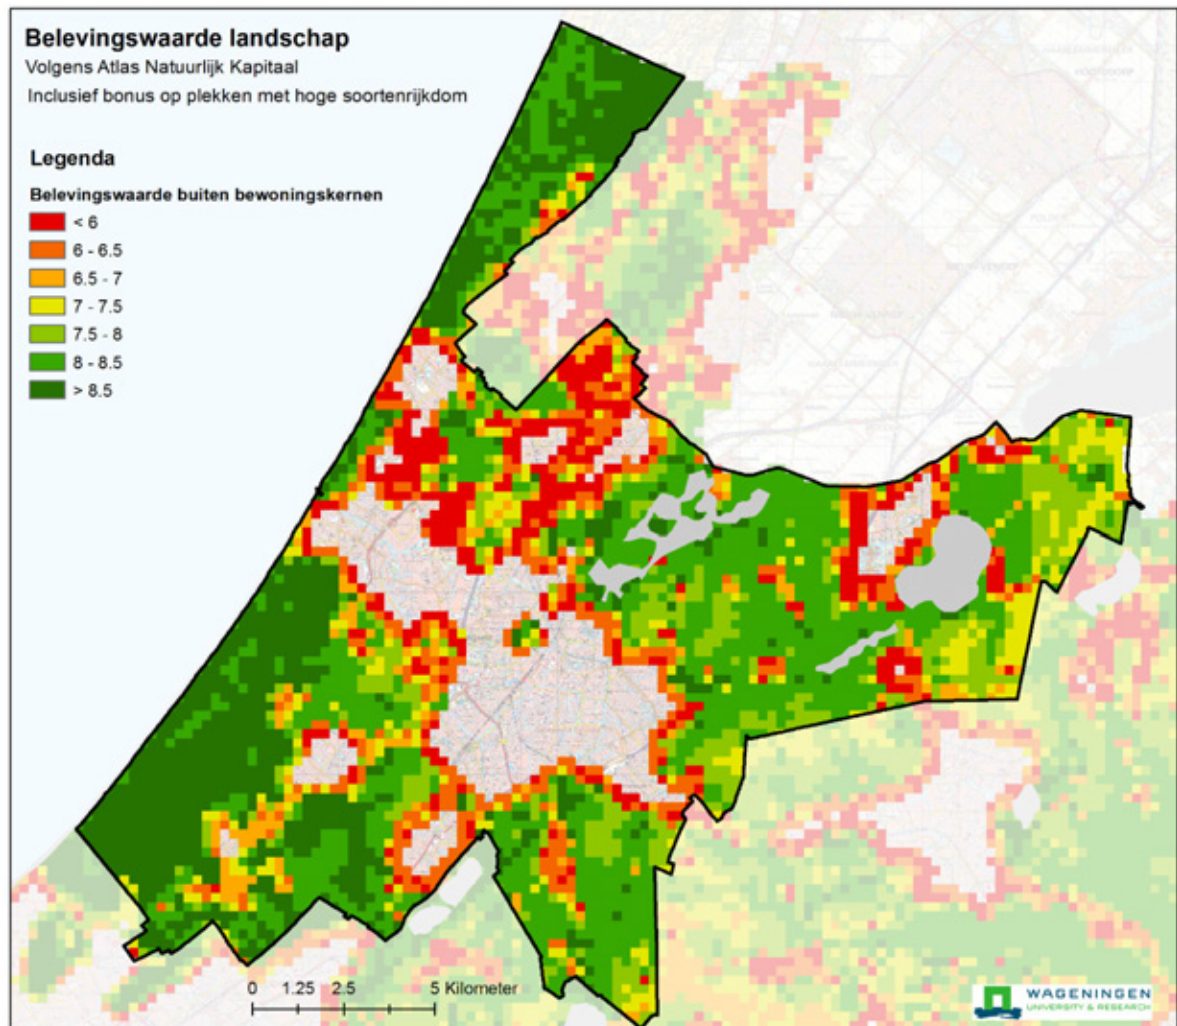 Belevingswaarde landschap
Volgens Atlas Natuurlijk Kapitaal
Inclusief bonus op plekken met hoge soortenrijkdom
Legenda
Belevingswaarde buiten bewoningskernen
< 6
6 - 6.5
6.5 - 7
7 - 7.5
7.5 - 8
8 - 8.5
> 8.5
0 1.25 2.5 5 Kilometer
WAGENINGEN
UNIVERSITY & RESEARCH